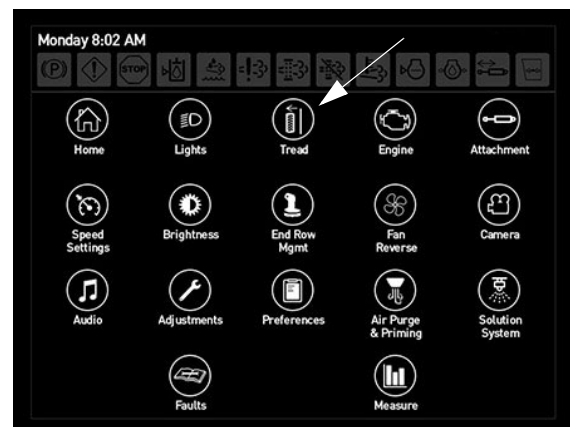 Monday 8:02 AM
(P) STOP
Home Lights Tread Engine Attachment
Speed Settings Brightness End Row Mgmt Fan Reverse Camera
Audio Adjustments Preferences Air Purge & Priming Solution System
Faults Measure